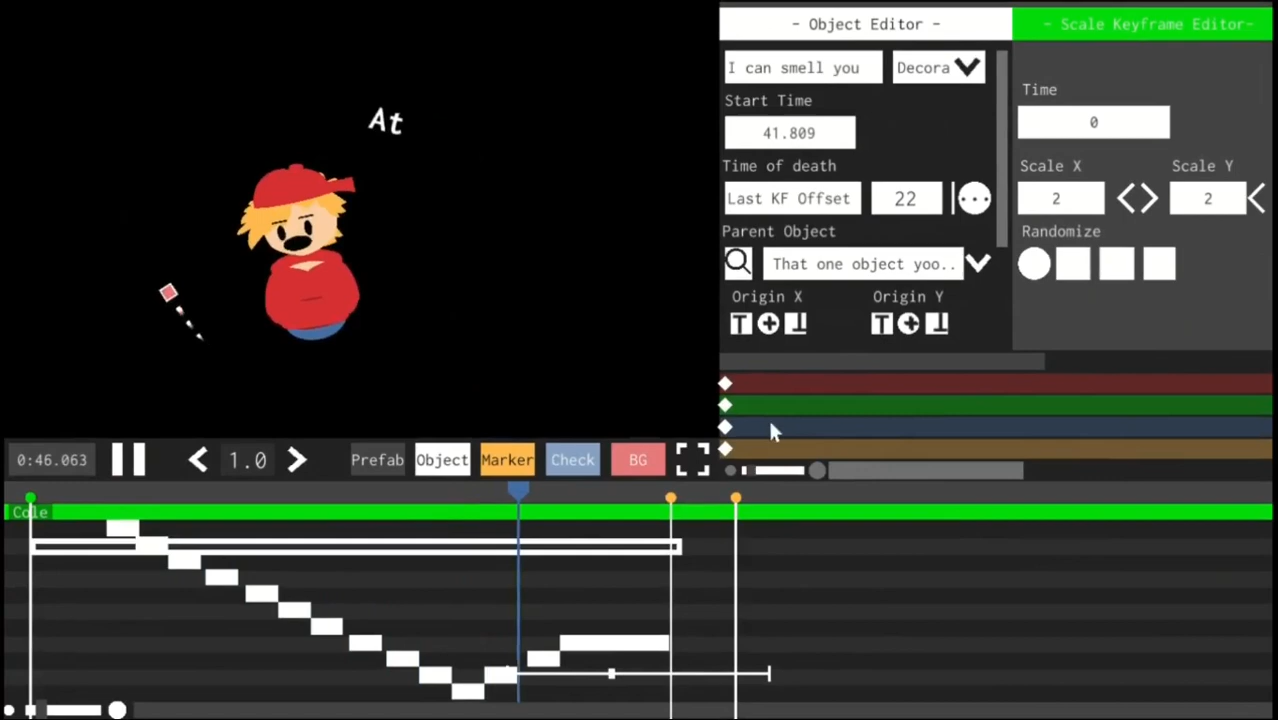 At
- Object Editor -
- Scale Keyframe Editor-
I can smell you
Decora
Start Time
41.809
Time of death
Last KF Offset
22
Parent Object
That one object yoo..
Origin X
Origin Y
Time
0
Scale X
Scale Y
2
2
Randomize
0:46.063
1.0
Prefab
Object
Marker
Check
BG
Cole